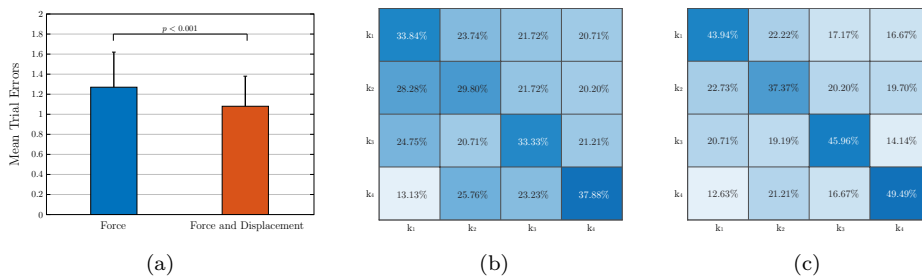 2
1.8
1.6
1.4
1.2
1
0.8
0.6
0.4
0.2
0
Mean Trial Errors
p < 0.001
Force
Force and Displacement
(a)
k₁ 33.84% 23.74% 21.72% 20.71%
k₂ 28.28% 29.80% 21.72% 20.20%
k₃ 24.75% 20.71% 33.33% 21.21%
k₄ 13.13% 25.76% 23.23% 37.88%
k₁ k₂ k₃ k₄
(b)
k₁ 43.94% 22.22% 17.17% 16.67%
k₂ 22.73% 37.37% 20.20% 19.70%
k₃ 20.71% 19.19% 45.96% 14.14%
k₄ 12.63% 21.21% 16.67% 49.49%
k₁ k₂ k₃ k₄
(c)